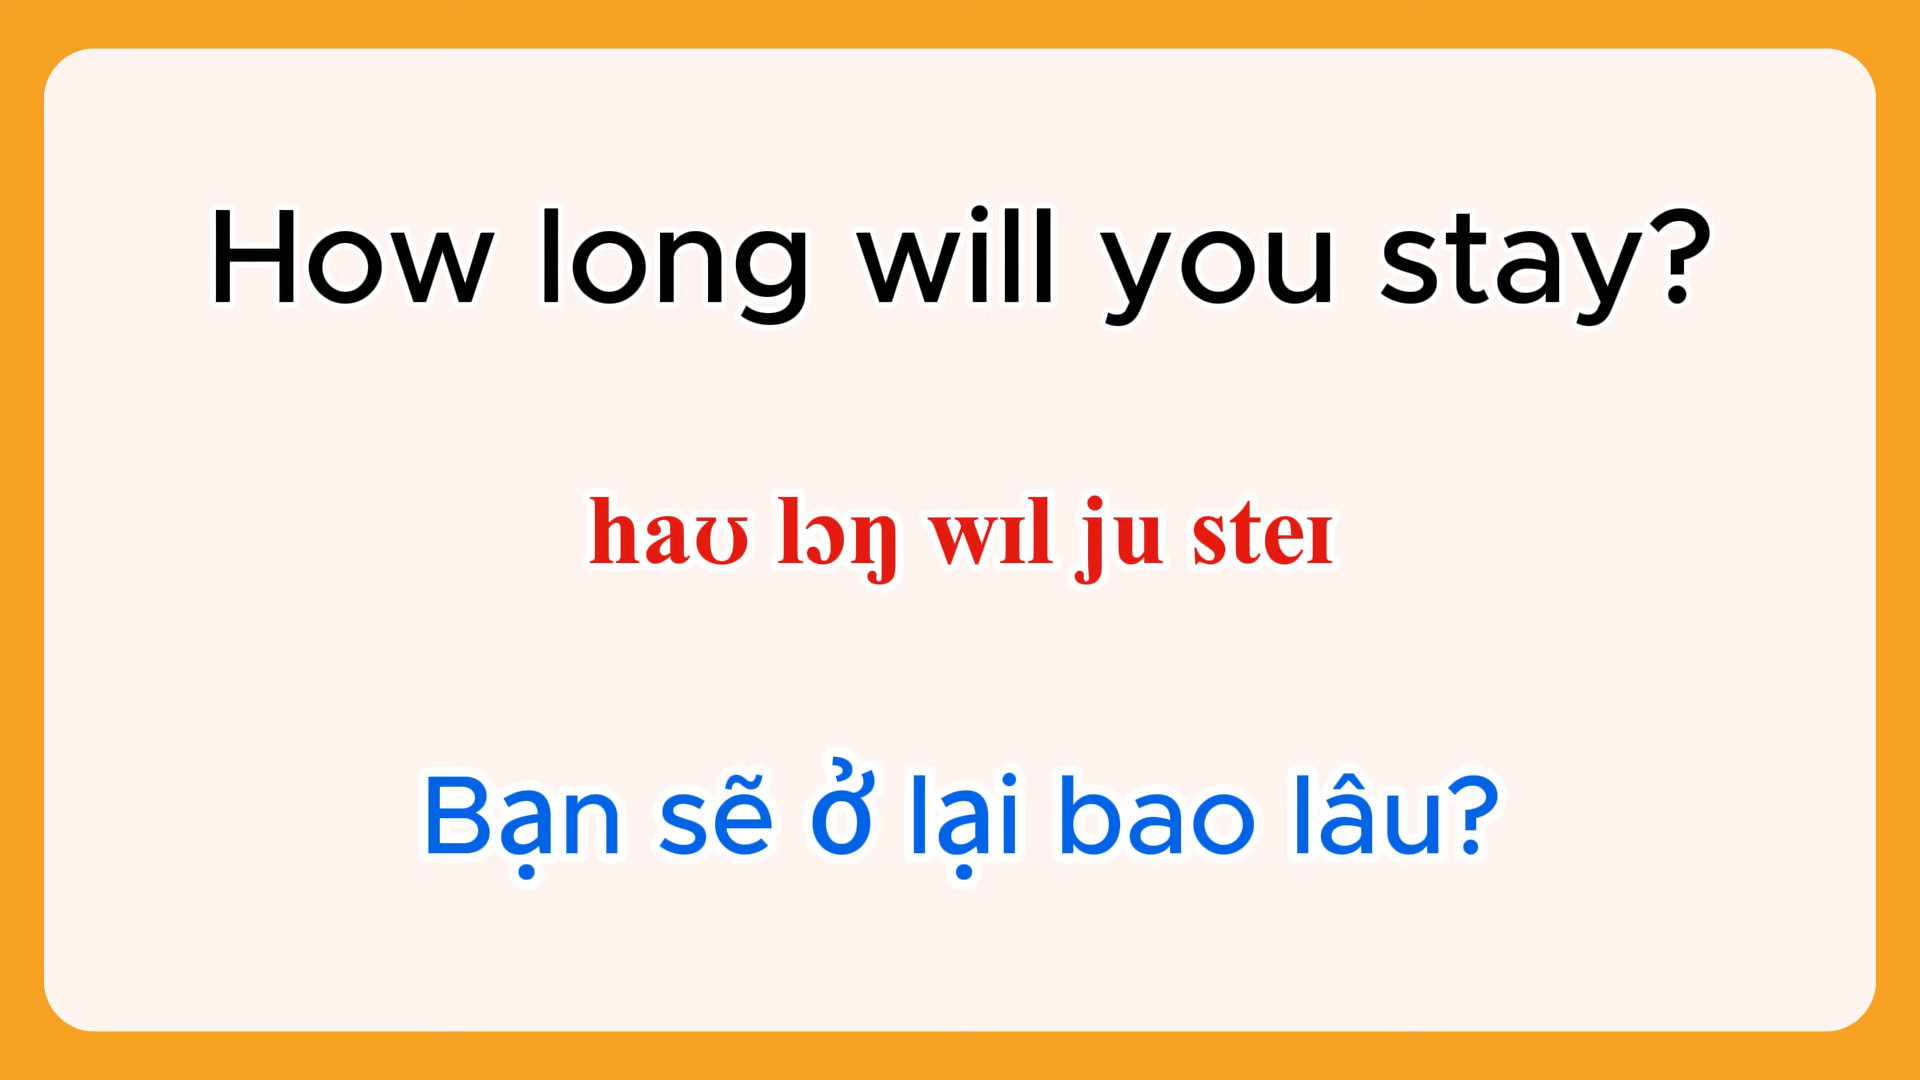 How long will you stay?
haʊ lɔŋ wɪl ju steɪ
Bạn sẽ ở lại bao lâu?